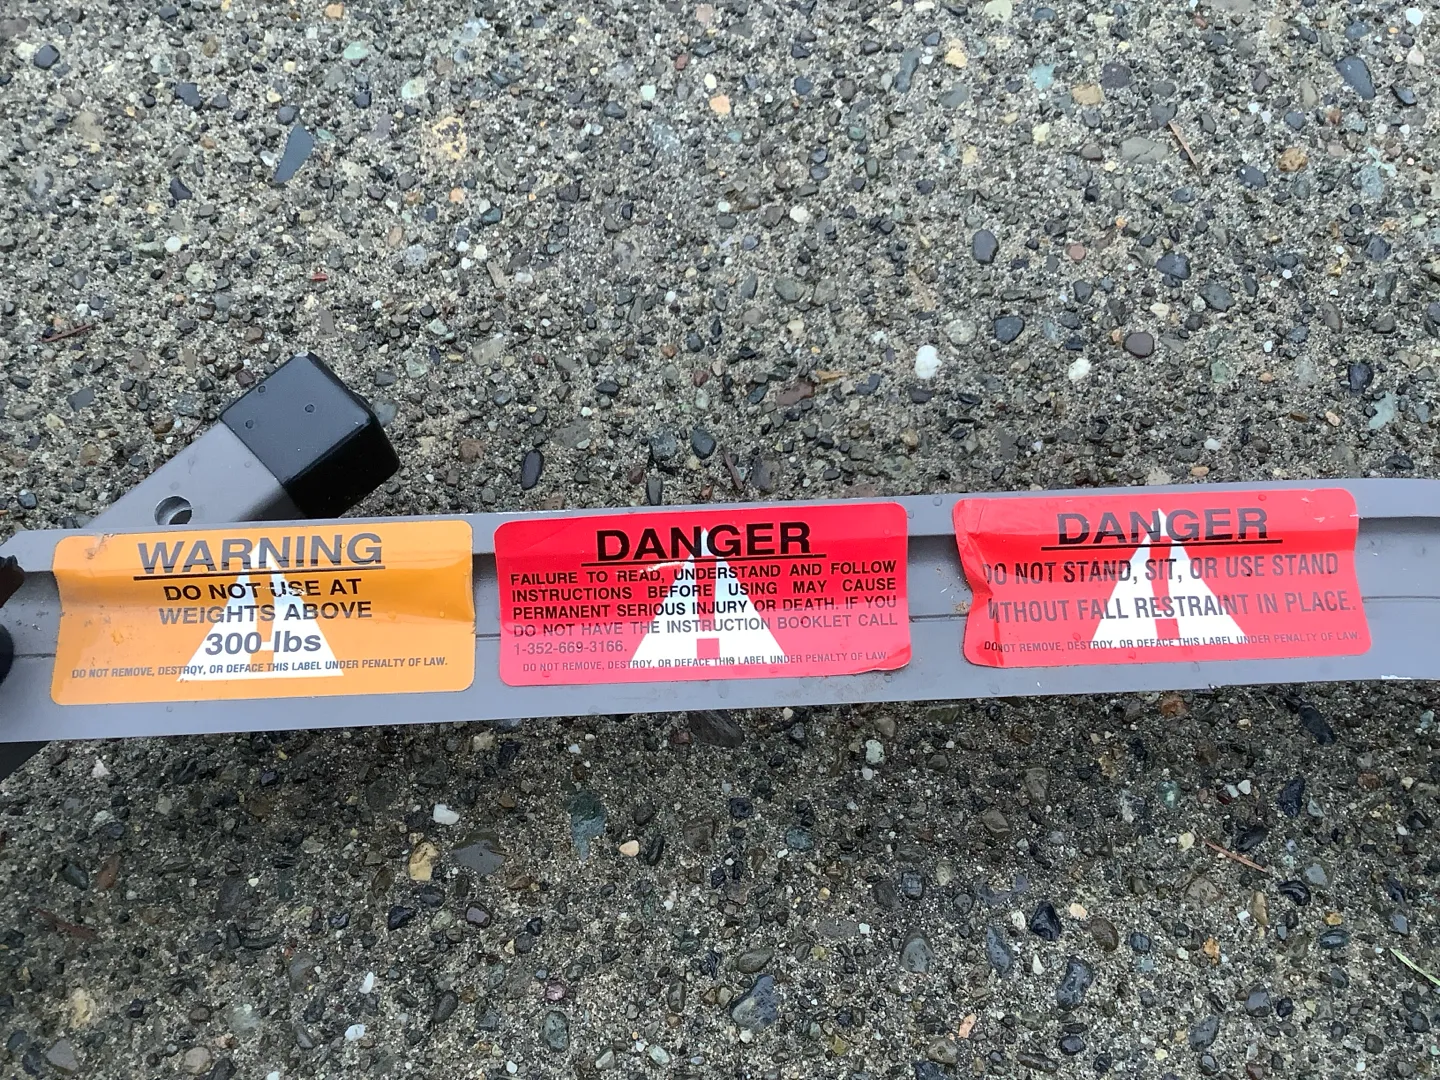 WARNING
DO NOT USE AT
WEIGHTS ABOVE
300 lbs
DO NOT REMOVE, DESTROY, OR DEFACE THIS LABEL UNDER PENALTY OF LAW.
DANGER
FAILURE TO READ, UNDERSTAND AND FOLLOW
INSTRUCTIONS BEFORE USING MAY CAUSE
PERMANENT SERIOUS INJURY OR DEATH. IF YOU
DO NOT HAVE THE INSTRUCTION BOOKLET CALL
1-352-669-3166.
DO NOT REMOVE, DESTROY, OR DEFACE THIS LABEL UNDER PENALTY OF LAW.
DANGER
DO NOT STAND, SIT, OR USE STAND
WITHOUT FALL RESTRAINT IN PLACE.
DO NOT REMOVE, DESTROY, OR DEFACE THIS LABEL UNDER PENALTY OF LAW.